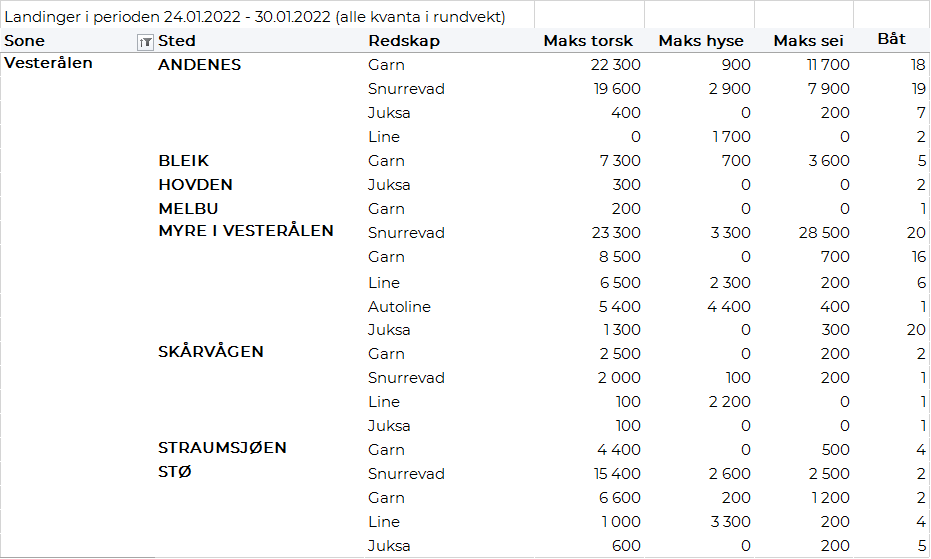 Landinger i perioden 24.01.2022 - 30.01.2022 (alle kvanta i rundvekt)
Sone Sted Redskap Maks torsk Maks hyse Maks sei Båt
Vesterålen ANDENES Garn 22 300 900 11 700 18
Snurrevad 19 600 2 900 7 900 19
Juksa 400 0 200 7
Line 0 1 700 0 2
BLEIK Garn 7 300 700 3 600 5
HOVDEN Juksa 300 0 0 2
MELBU Garn 200 0 0 1
MYRE I VESTERÅLEN Snurrevad 23 300 3 300 28 500 20
Garn 8 500 0 700 16
Line 6 500 2 300 200 6
Autoline 5 400 4 400 400 1
Juksa 1 300 0 300 20
SKÅRVÅGEN Garn 2 500 0 200 2
Snurrevad 2 000 100 200 1
Line 100 2 200 0 1
Juksa 100 0 0 1
STRAUMSJØEN Garn 4 400 0 500 4
STØ Snurrevad 15 400 2 600 2 500 2
Garn 6 600 200 1 200 2
Line 1 000 3 300 200 4
Juksa 600 0 200 5